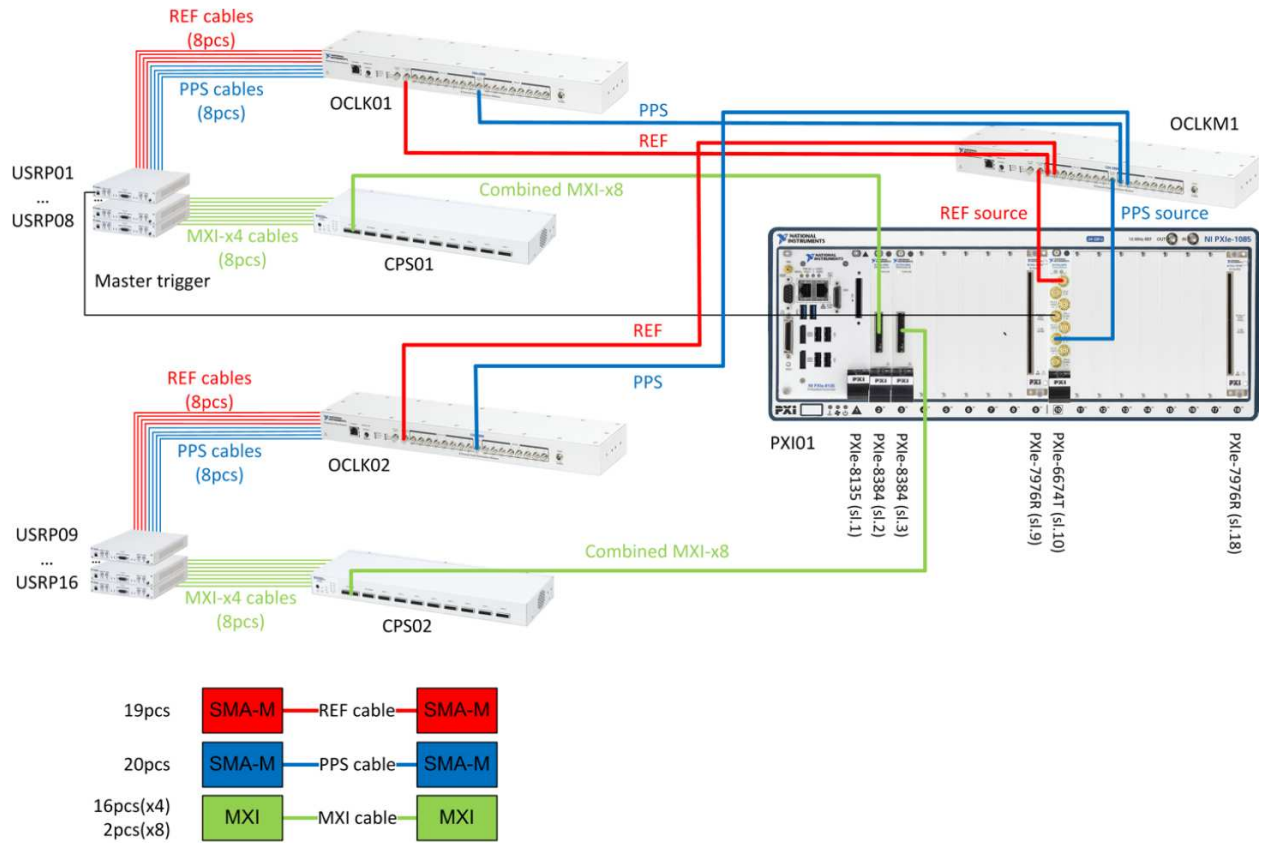 REF cables
(8pcs)
PPS cables
(8pcs)
OCLK01
PPS
REF
OCLKM1
USRP01
...
USRP08
Combined MXI-x8
MXI-x4 cables
(8pcs)
CPS01
Master trigger
REF source
PPS source
NATIONAL
INSTRUMENTS
NI PXIe-1085
REF
PPS
REF cables
(8pcs)
PPS cables
(8pcs)
OCLK02
PXI01
PXIe-8135 (sl.1)
PXIe-8384 (sl.2)
PXIe-8384 (sl.3)
PXIe-7976R (sl.9)
PXIe-6674T (sl.10)
PXIe-7976R (sl.18)
USRP09
...
USRP16
Combined MXI-x8
MXI-x4 cables
(8pcs)
CPS02
19pcs SMA-M REF cable SMA-M
20pcs SMA-M PPS cable SMA-M
16pcs(x4)
2pcs(x8)
MXI MXI cable MXI